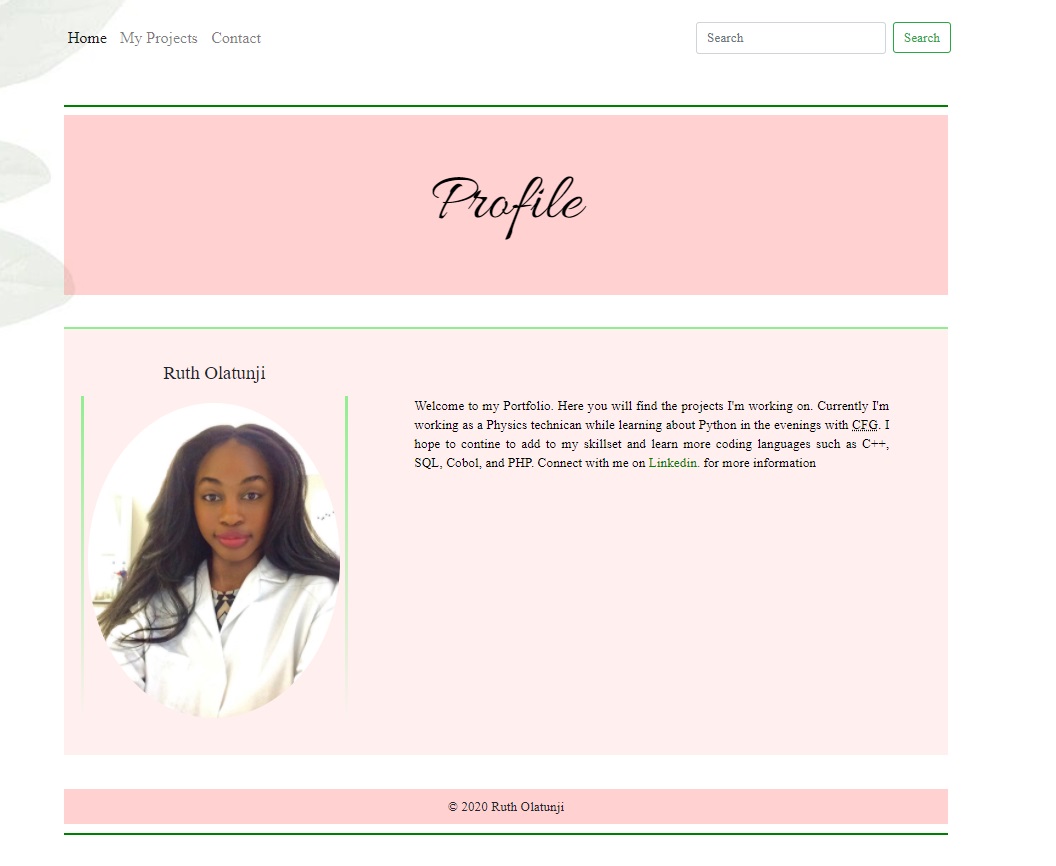 Home My Projects Contact Search Search
Profile
Ruth Olatunji
Welcome to my Portfolio. Here you will find the projects I'm working on. Currently I'm
working as a Physics technican while learning about Python in the evenings with CFG. I
hope to contine to add to my skillset and learn more coding languages such as C++,
SQL, Cobol, and PHP. Connect with me on Linkedin. for more information
© 2020 Ruth Olatunji